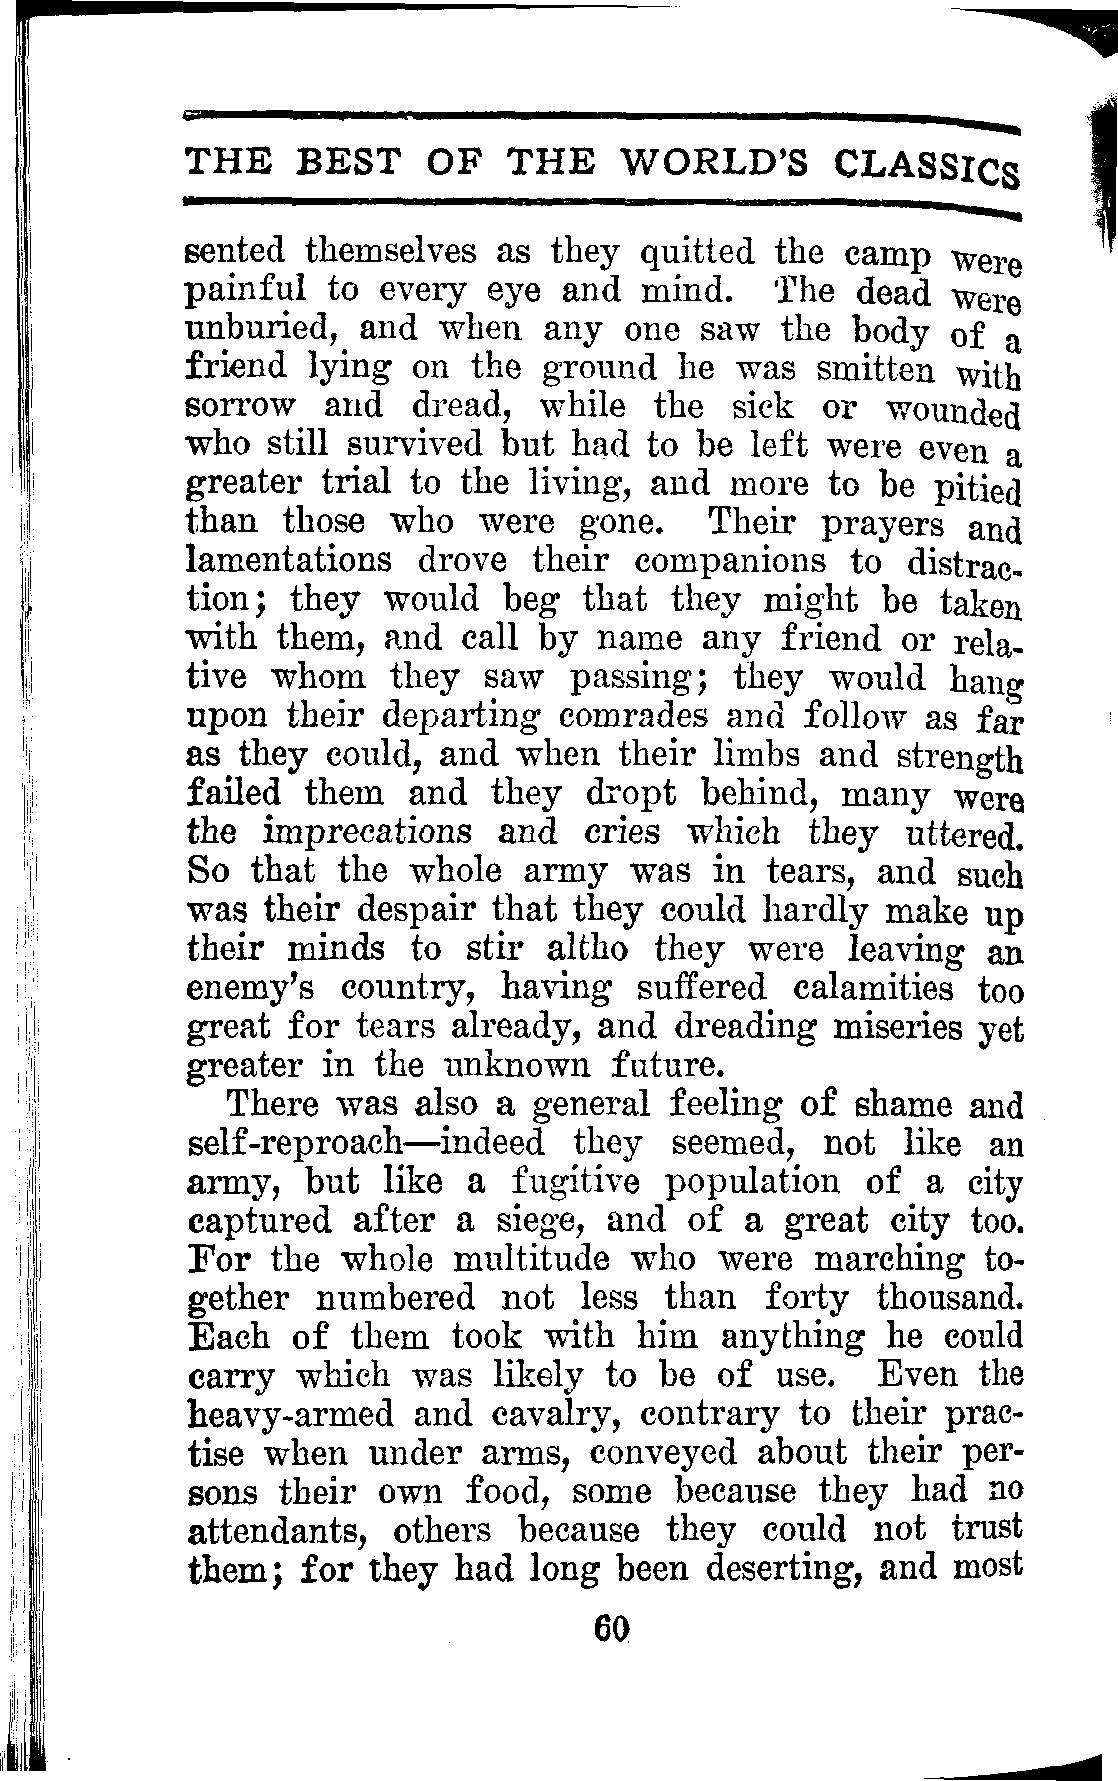 THE BEST OF THE WORLD'S CLASSICS
sented themselves as they quitted the camp were
painful to every eye and mind. The dead were
unburied, and when any one saw the body of a
friend lying on the ground he was smitten with
sorrow and dread, while the sick or wounded
who still survived but had to be left were even a
greater trial to the living, and more to be pitied
than those who were gone. Their prayers and
lamentations drove their companions to distrac-
tion; they would beg that they might be taken
with them, and call by name any friend or rela-
tive whom they saw passing; they would hang
upon their departing comrades and follow as far
as they could, and when their limbs and strength
failed them and they dropt behind, many were
the imprecations and cries which they uttered.
So that the whole army was in tears, and such
was their despair that they could hardly make up
their minds to stir altho they were leaving an
enemy's country, having suffered calamities too
great for tears already, and dreading miseries yet
greater in the unknown future.
There was also a general feeling of shame and
self-reproach—indeed they seemed, not like an
army, but like a fugitive population of a city
captured after a siege, and of a great city too.
For the whole multitude who were marching to-
gether numbered not less than forty thousand.
Each of them took with him anything he could
carry which was likely to be of use. Even the
heavy-armed and cavalry, contrary to their prac-
tise when under arms, conveyed about their per-
sons their own food, some because they had no
attendants, others because they could not trust
them; for they had long been deserting, and most
60